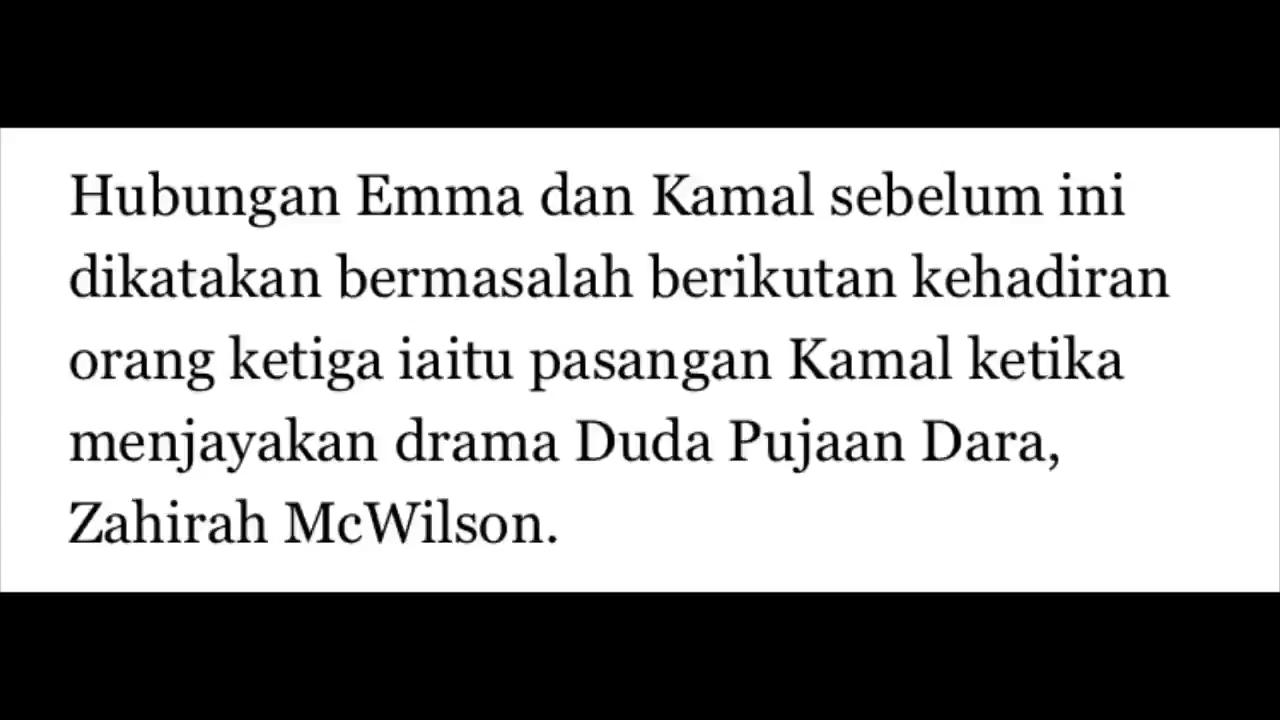 Hubungan Emma dan Kamal sebelum ini
dikatakan bermasalah berikutan kehadiran
orang ketiga iaitu pasangan Kamal ketika
menjayakan drama Duda Pujaan Dara,
Zahirah McWilson.